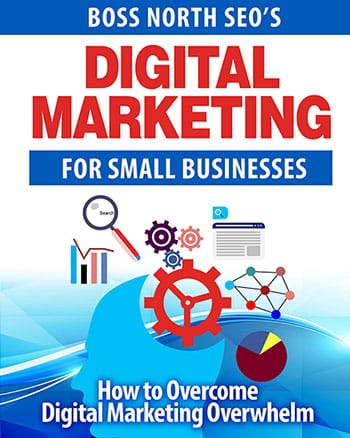 BOSS NORTH SEO'S
DIGITAL
MARKETING
FOR SMALL BUSINESSES
Search
How to Overcome
Digital Marketing Overwhelm